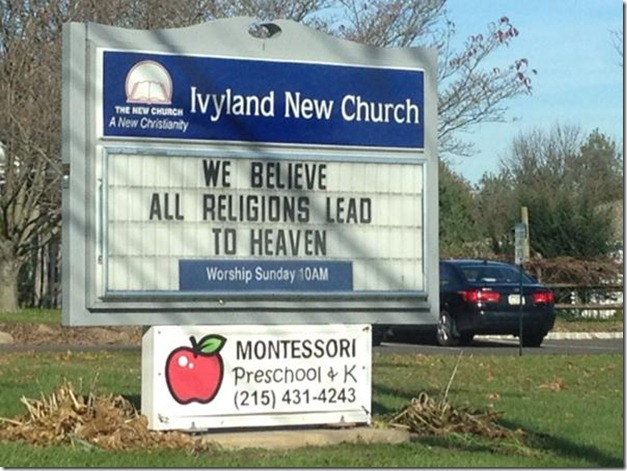 THE NEW CHURCH
A New Christianity
Ivyland New Church
WE BELIEVE
ALL RELIGIONS LEAD
TO HEAVEN
Worship Sunday 10AM
MONTESSORI
Preschool & K
(215) 431-4243